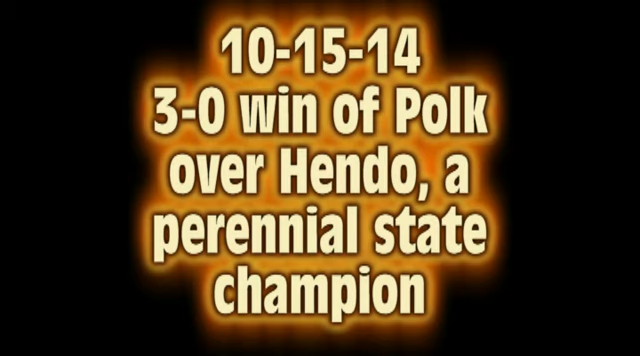 10-15-14
3-0 win of Polk
over Hendo, a
perennial state
champion